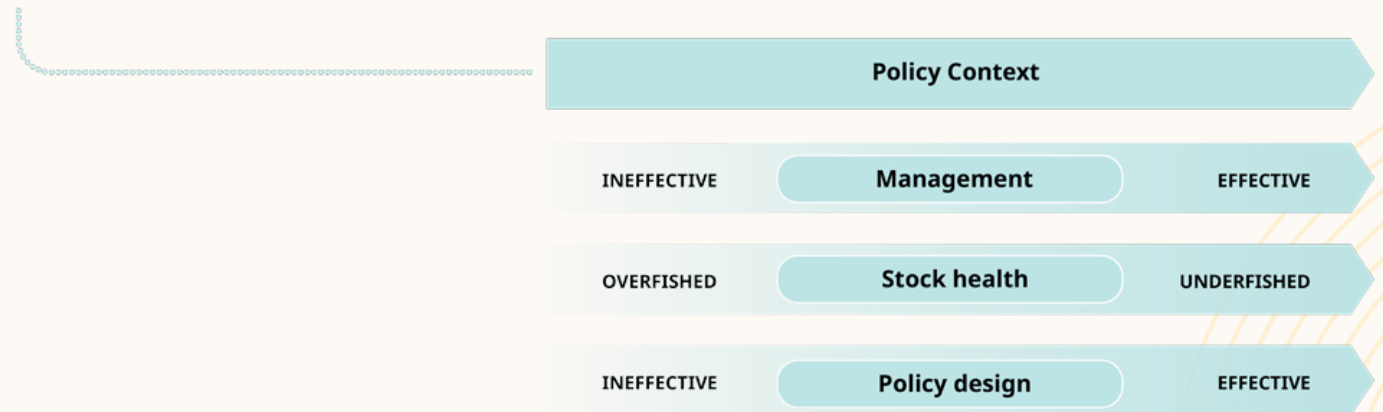 Policy Context
INEFFECTIVE Management EFFECTIVE
OVERFISHED Stock health UNDERFISHED
INEFFECTIVE Policy design EFFECTIVE